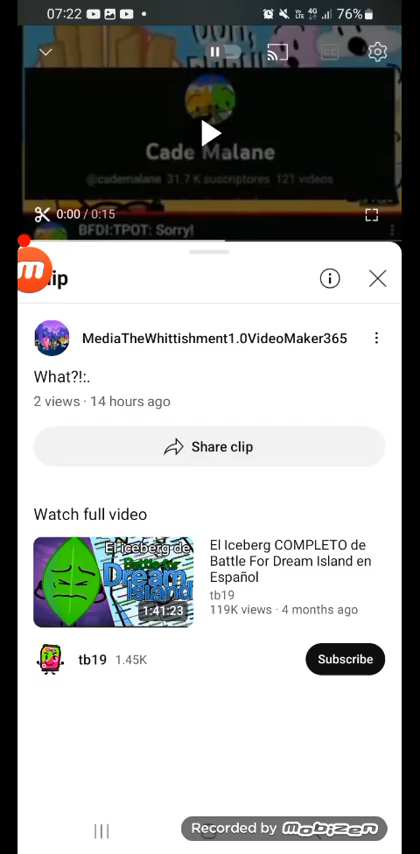 07:22
4G
76%
Cade Malane
@cademalane 31.7 K suscriptores 121 videos
0:00 / 0:15
BFDI:TPOT: Sorry!
lip
MediaTheWhittishment1.0VideoMaker365
What?!:.
2 views · 14 hours ago
Share clip
Watch full video
El iceberg de
Battle for
Dream
Island
1:41:23
El Iceberg COMPLETO de
Battle For Dream Island en
Español
tb19
119K views · 4 months ago
tb19 1.45K
Subscribe
Recorded by mobizen